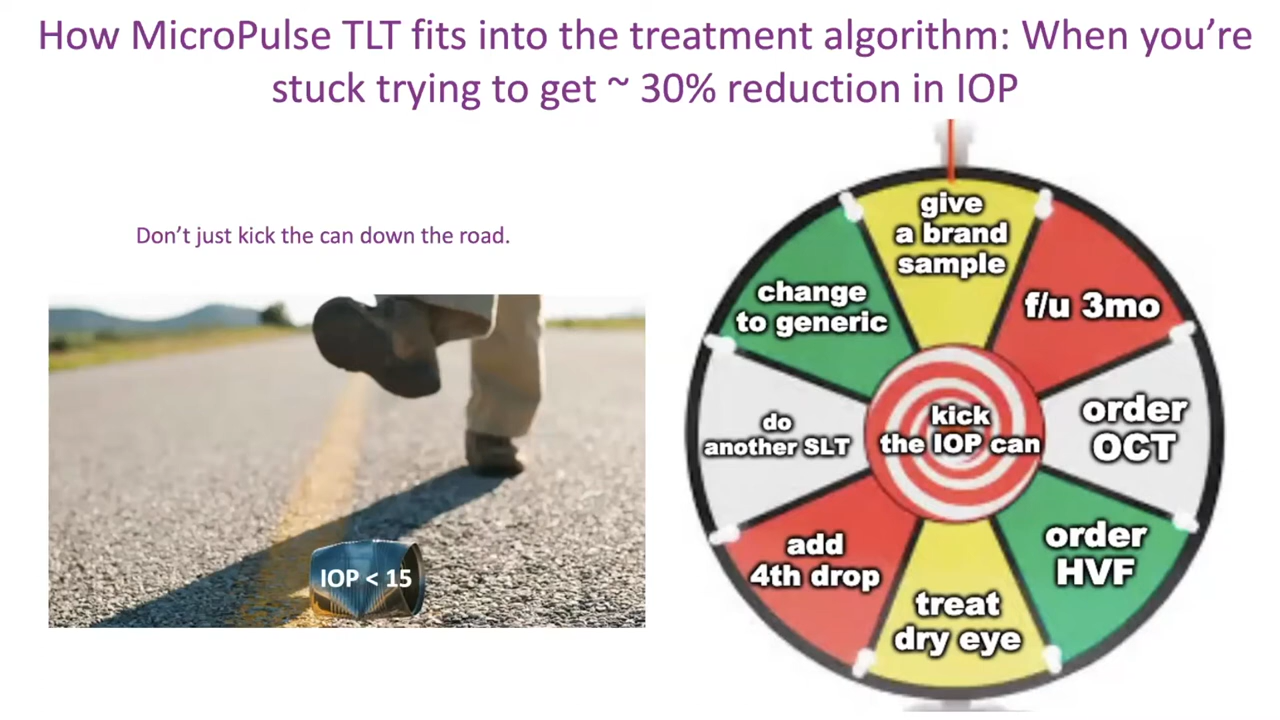 How MicroPulse TLT fits into the treatment algorithm: When you’re
stuck trying to get ~ 30% reduction in IOP
Don’t just kick the can down the road.
IOP < 15
give
a brand
sample
f/u 3mo
order
OCT
order
HVF
treat
dry eye
add
4th drop
do
another SLT
change
to generic
kick
the IOP can